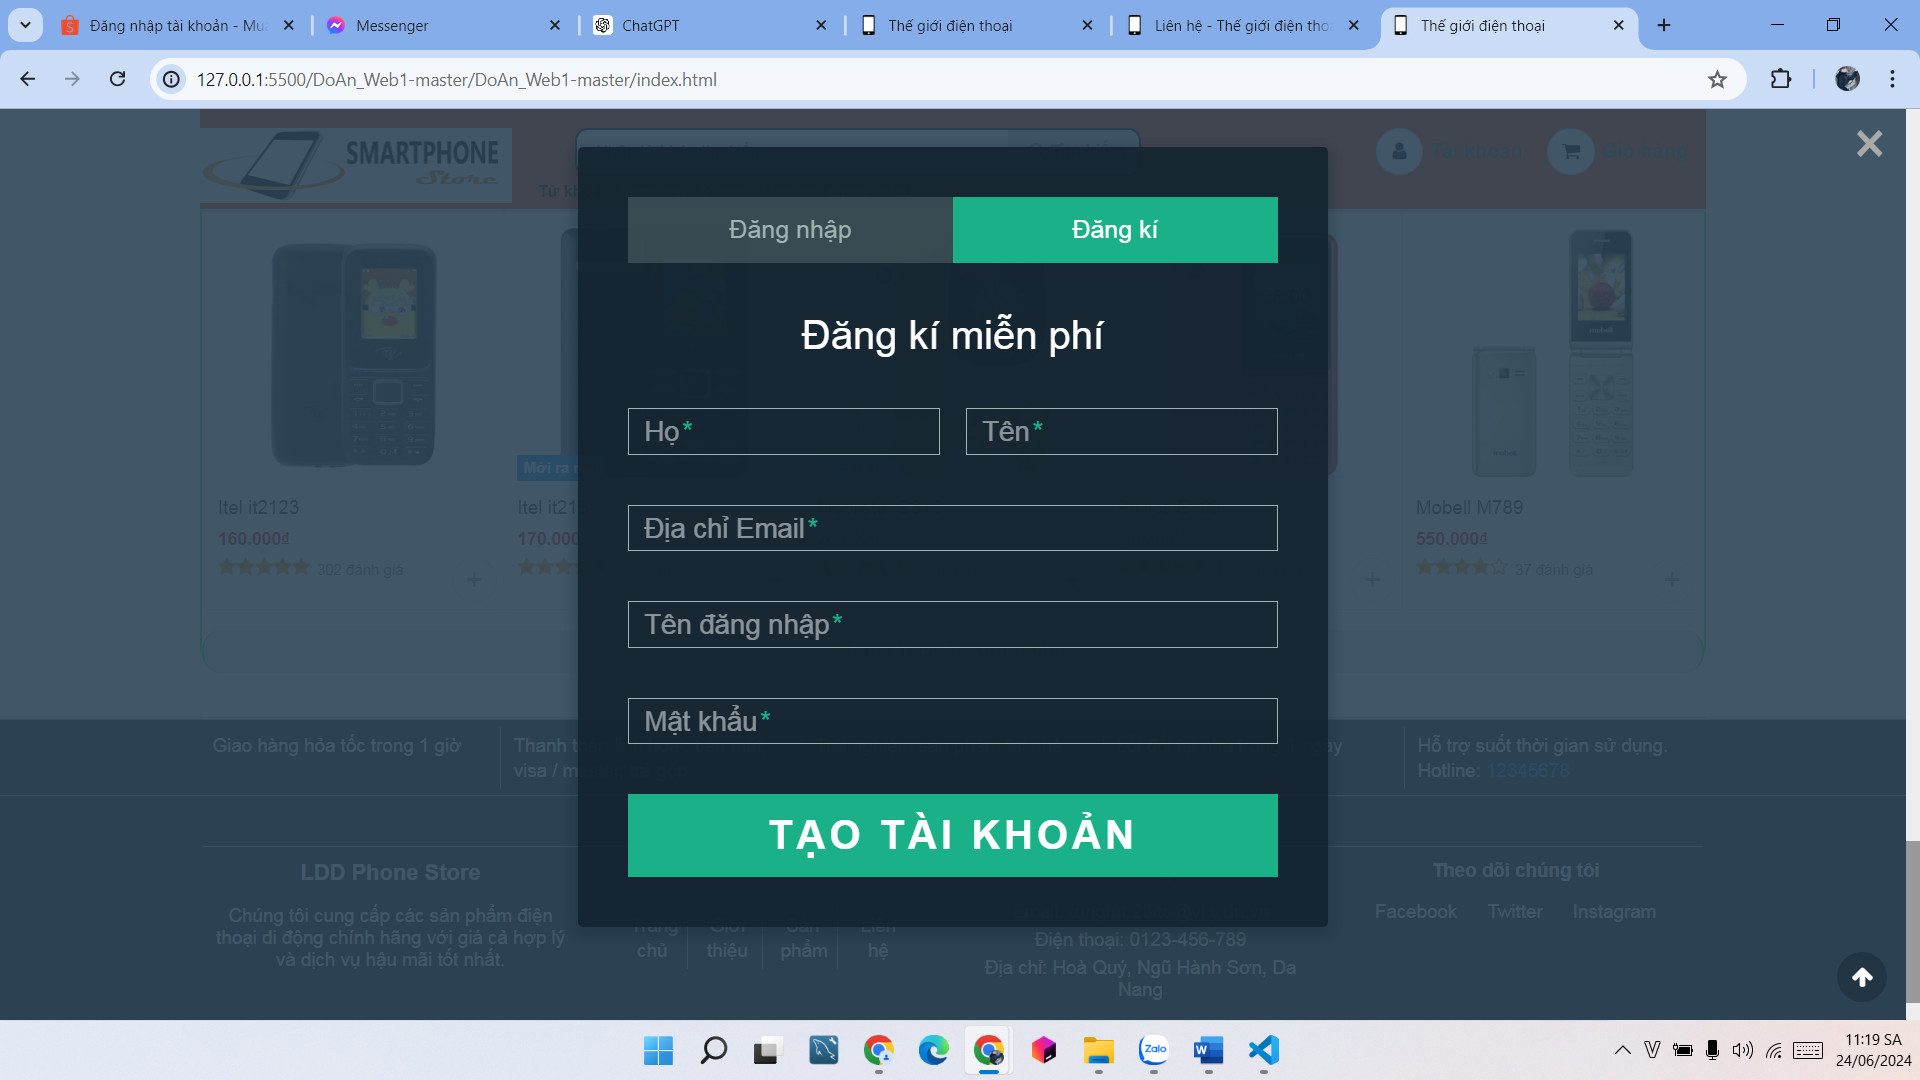 Đăng nhập tài khoản - Mu
Messenger
ChatGPT
Thế giới điện thoại
Liên hệ - Thế giới điện tho
Thế giới điện thoại
127.0.0.1:5500/DoAn_Web1-master/DoAn_Web1-master/index.html
SMARTPHONE
Store
Tài khoản
Giỏ hàng
Từ kh
Đăng nhập
Đăng kí
Đăng kí miễn phí
Họ*
Tên*
Địa chỉ Email*
Tên đăng nhập*
Mật khẩu*
TẠO TÀI KHOẢN
Mới ra
Itel it2123
160.000₫
302 đánh giá
Itel it21
170.000
Mobell M789
550.000₫
37 đánh giá
Giao hàng hỏa tốc trong 1 giờ
Thanh t
visa / m
Hỗ trợ suốt thời gian sử dụng.
Hotline: 12345678
LDD Phone Store
Chúng tôi cung cấp các sản phẩm điện
thoại di động chính hãng với giá cả hợp lý
và dịch vụ hậu mãi tốt nhất.
Trang
chủ
Giới
thiệu
Sản
phẩm
Liên
hệ
Điện thoại: 0123-456-789
Địa chỉ: Hoà Quý, Ngũ Hành Sơn, Da
Nang
Theo dõi chúng tôi
Facebook
Twitter
Instagram
Zalo
11:19 SA
24/06/2024